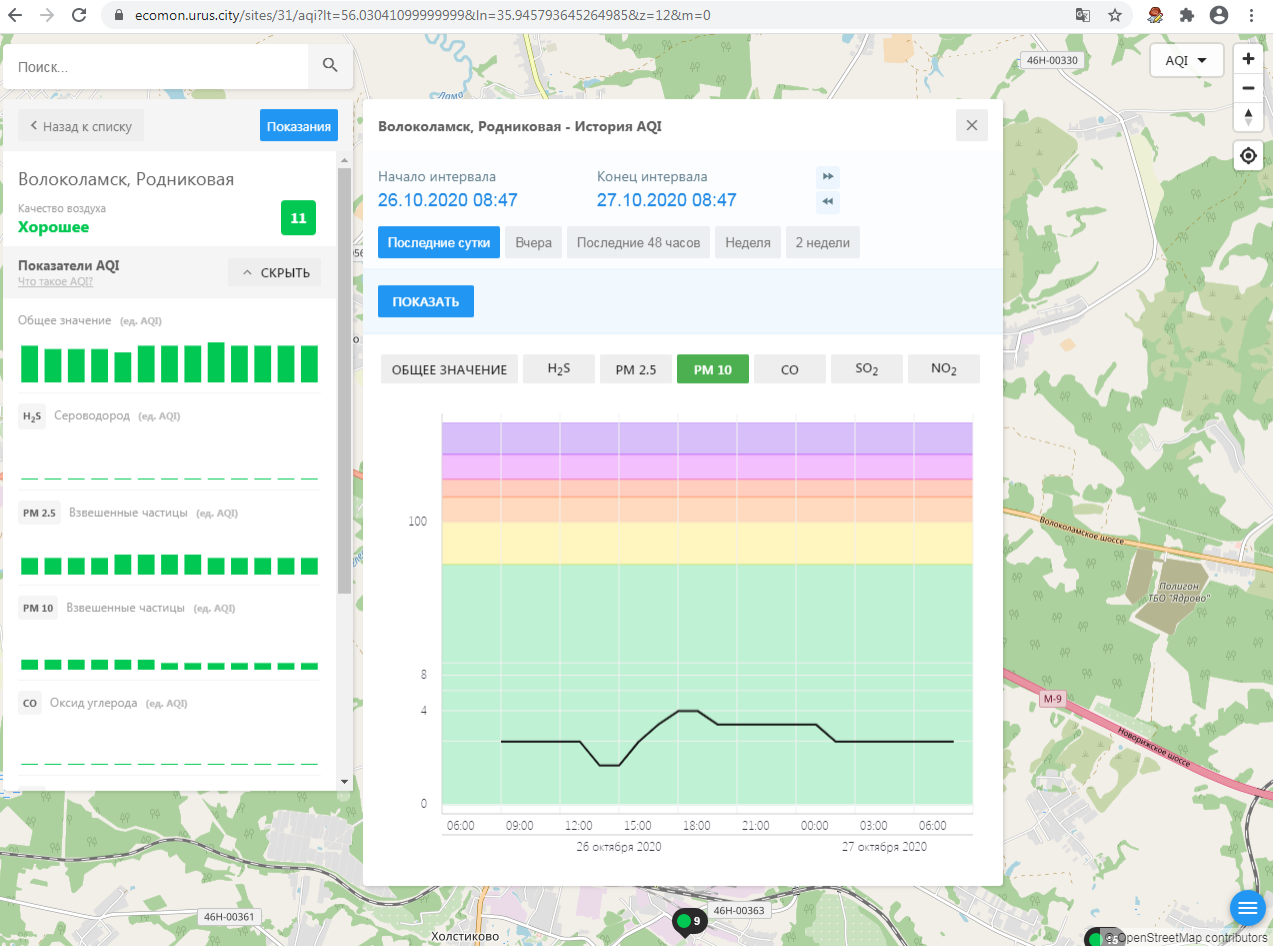 ecomon.urus.city/sites/31/aqi?lt=56.03041099999999&ln=35.945793645264985&z=12&m=0
Поиск...
46Н-00330
AQI
Назад к списку
Показания
Волоколамск, Родниковая
Качество воздуха
Хорошее
11
Показатели AQI
Что такое AQI?
СКРЫТЬ
Общее значение (ед. AQI)
H2S Сероводород (ед. AQI)
PM 2.5 Взвешенные частицы (ед. AQI)
PM 10 Взвешенные частицы (ед. AQI)
CO Оксид углерода (ед. AQI)
Волоколамск, Родниковая - История AQI
Начало интервала
Конец интервала
26.10.2020 08:47
27.10.2020 08:47
Последние сутки
Вчера
Последние 48 часов
Неделя
2 недели
ПОКАЗАТЬ
ОБЩЕЕ ЗНАЧЕНИЕ
H2S
PM 2.5
PM 10
CO
SO2
NO2
100
8
4
0
06:00 09:00 12:00 15:00 18:00 21:00 00:00 03:00 06:00
26 октября 2020
27 октября 2020
Волоколамское шоссе
Полигон
ТБО "Ядрово"
М-9
Новорижское шоссе
46Н-00361
46Н-00363
9
Холстиково
© OpenStreetMap contributors